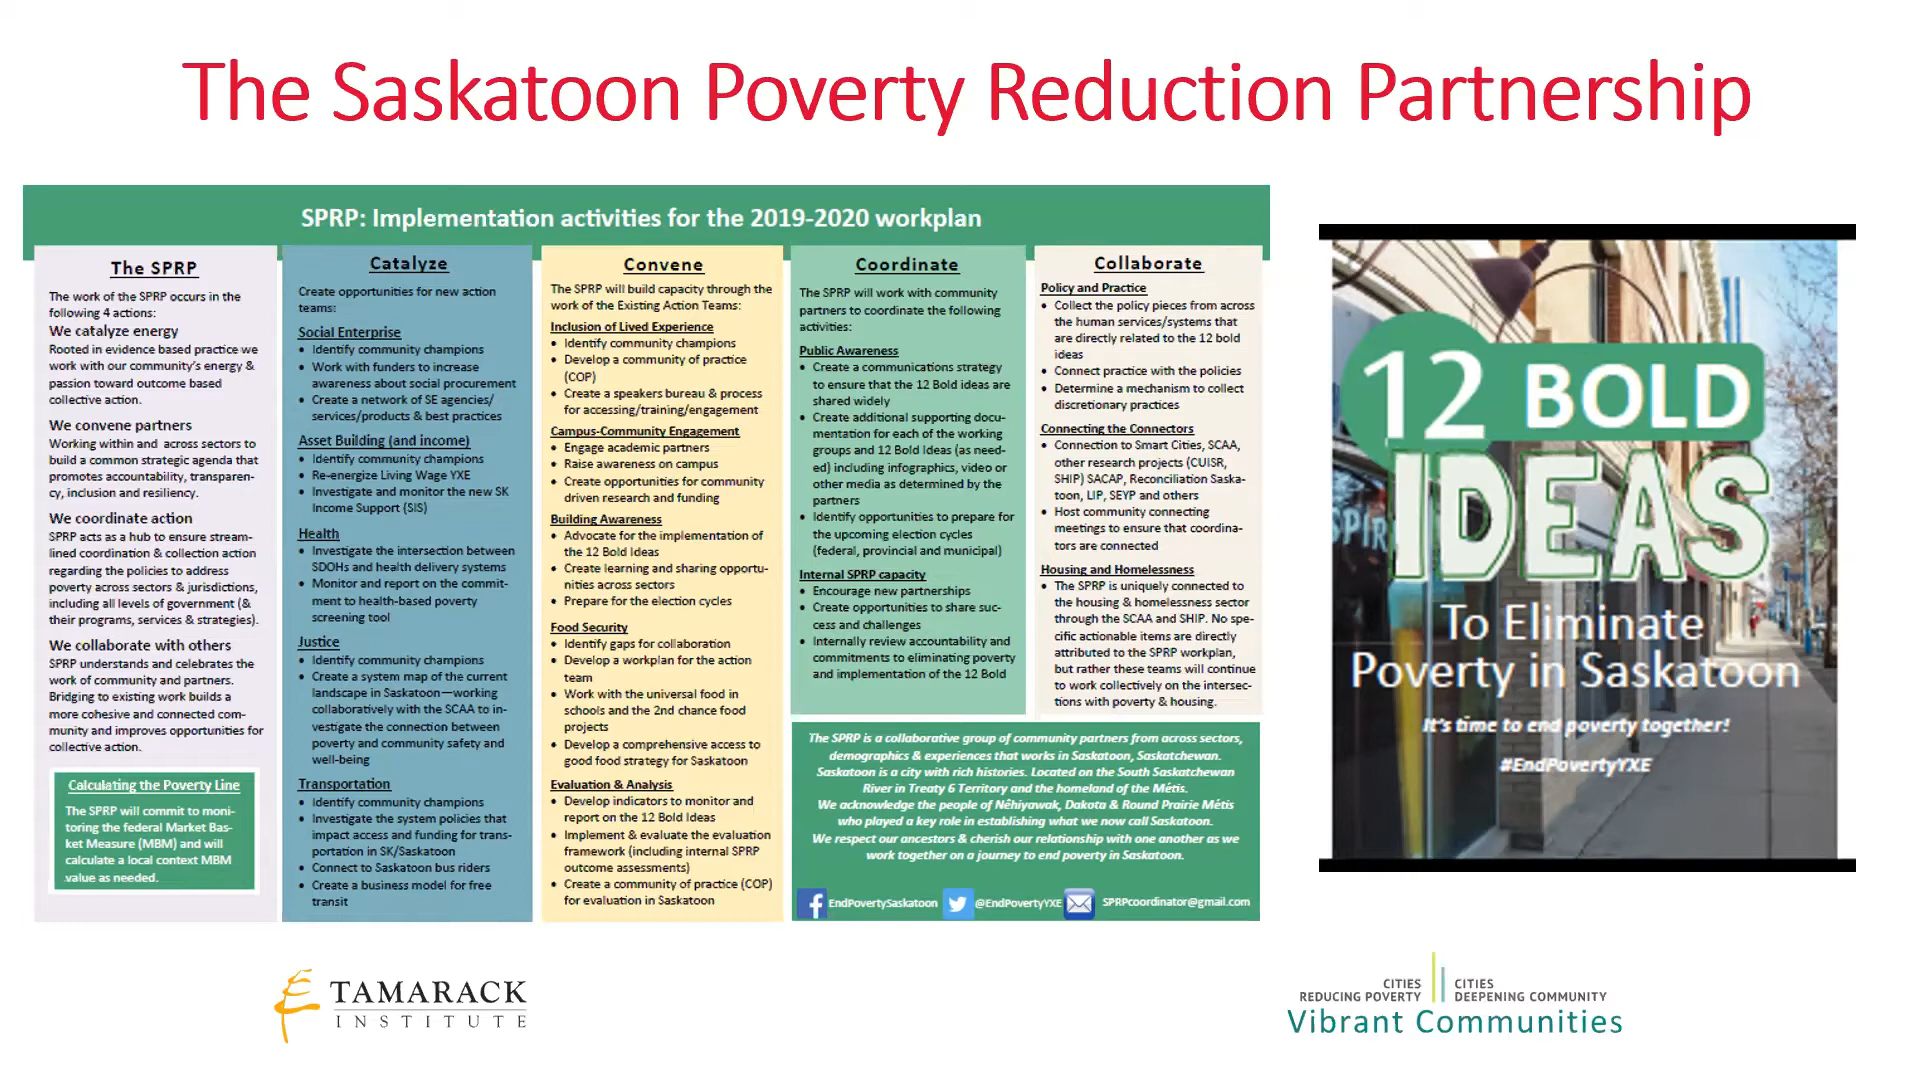 The Saskatoon Poverty Reduction Partnership
SPRP: Implementation activities for the 2019-2020 workplan
The SPRP
The work of the SPRP occurs in the
following 4 actions:
We catalyze energy
Rooted in evidence based practice we
work with our community's energy &
passion toward outcome based
collective action.
We convene partners
Working within and across sectors to
build a common strategic agenda that
promotes accountability, transparen-
cy, inclusion and resiliency.
We coordinate action
SPRP acts as a hub to ensure stream-
lined coordination & collection action
regarding the policies to address
poverty across sectors & jurisdictions,
including all levels of government (&
their programs, services & strategies).
We collaborate with others
SPRP understands and celebrates the
work of community and partners.
Bridging to existing work builds a
more cohesive and connected com-
munity and improves opportunities for
collective action.
Calculating the Poverty Line
The SPRP will commit to moni-
toring the federal Market Bas-
ket Measure (MBM) and will
calculate a local context MBM
value as needed.
Catalyze
Create opportunities for new action
teams:
Social Enterprise
• Identify community champions
• Work with funders to increase
awareness about social procurement
• Create a network of SE agencies/
services/products & best practices
Asset Building (and income)
• Identify community champions
• Re-energize Living Wage YXE
• Investigate and monitor the new SK
Income Support (SIS)
Health
• Investigate the intersection between
SDOHs and health delivery systems
• Monitor and report on the commit-
ment to health-based poverty
screening tool
Justice
• Identify community champions
• Create a system map of the current
landscape in Saskatoon—working
collaboratively with the SCAA to in-
vestigate the connection between
poverty and community safety and
well-being
Transportation
• Identify community champions
• Investigate the system policies that
impact access and funding for trans-
portation in SK/Saskatoon
• Connect to Saskatoon bus riders
• Create a business model for free
transit
Convene
The SPRP will build capacity through the
work of the Existing Action Teams:
Inclusion of Lived Experience
• Identify community champions
• Develop a community of practice
(COP)
• Create a speakers bureau & process
for accessing/training/engagement
Campus-Community Engagement
• Engage academic partners
• Raise awareness on campus
• Create opportunities for community
driven research and funding
Building Awareness
• Advocate for the implementation of
the 12 Bold Ideas
• Create learning and sharing opportu-
nities across sectors
• Prepare for the election cycles
Food Security
• Identify gaps for collaboration
• Develop a workplan for the action
team
• Work with the universal food in
schools and the 2nd chance food
projects
• Develop a comprehensive access to
good food strategy for Saskatoon
Evaluation & Analysis
• Develop indicators to monitor and
report on the 12 Bold Ideas
• Implement & evaluate the evaluation
framework (including internal SPRP
outcome assessments)
• Create a community of practice (COP)
for evaluation in Saskatoon
Coordinate
The SPRP will work with community
partners to coordinate the following
activities:
Public Awareness
• Create a communications strategy
to ensure that the 12 Bold ideas are
shared widely
• Create additional supporting docu-
mentation for each of the working
groups and 12 Bold Ideas (as need-
ed) including infographics, video or
other media as determined by the
partners
• Identify opportunities to prepare for
the upcoming election cycles
(federal, provincial and municipal)
Internal SPRP capacity
• Encourage new partnerships
• Create opportunities to share suc-
cess and challenges
• Internally review accountability and
commitments to eliminating poverty
and implementation of the 12 Bold
Collaborate
Policy and Practice
• Collect the policy pieces from across
the human services/systems that
are directly related to the 12 bold
ideas
• Connect practice with the policies
• Determine a mechanism to collect
discretionary practices
Connecting the Connectors
• Connection to Smart Cities, SCAA,
other research projects (CUISR,
SHIP) SACAP, Reconciliation Saska-
toon, LIP, SEYP and others
• Host community connecting
meetings to ensure that coordina-
tors are connected
Housing and Homelessness
• The SPRP is uniquely connected to
the housing & homelessness sector
through the SCAA and SHIP. No spe-
cific actionable items are directly
attributed to the SPRP workplan,
but rather these teams will continue
to work collectively on the intersec-
tions with poverty & housing.
The SPRP is a collaborative group of community partners from across sectors,
demographics & experiences that works in Saskatoon, Saskatchewan.
Saskatoon is a city with rich histories. Located on the South Saskatchewan
River in Treaty 6 Territory and the homeland of the Métis.
We acknowledge the people of Nêhiyawak, Dakota & Round Prairie Métis
who played a key role in establishing what we now call Saskatoon.
We respect our ancestors & cherish our relationship with one another as we
work together on a journey to end poverty in Saskatoon.
EndPovertySaskatoon @EndPovertyYXE SPRPcoordinator@gmail.com
12 BOLD
IDEAS
To Eliminate
Poverty in Saskatoon
It's time to end poverty together!
#EndPovertyYXE
TAMARACK
INSTITUTE
CITIES
REDUCING POVERTY
CITIES
DEEPENING COMMUNITY
Vibrant Communities